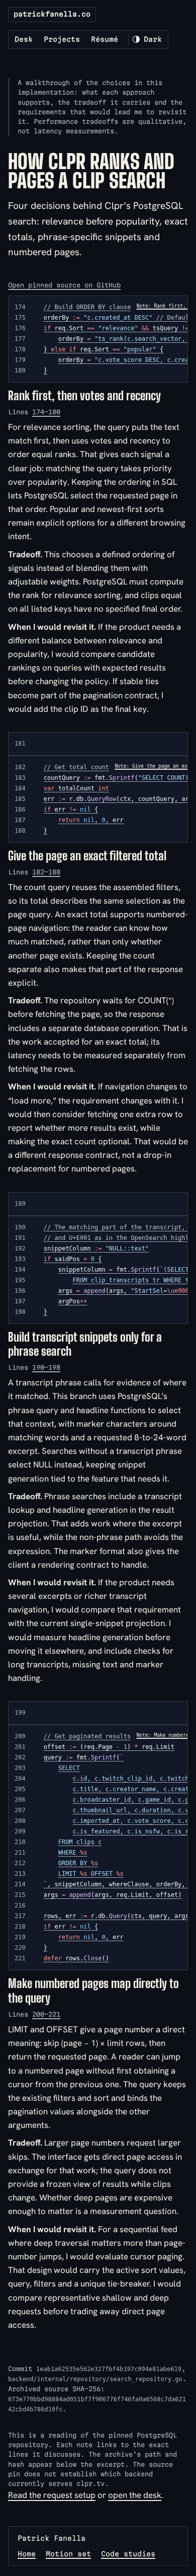 patrickfanella.co
Desk Projects Résumé Dark
A walkthrough of the choices in this
implementation: what each approach
supports, the tradeoff it carries and the
requirements that would lead me to revisit
it. Performance tradeoffs are qualitative,
not latency measurements.
HOW CLPR RANKS AND
PAGES A CLIP SEARCH
Four decisions behind Clpr's PostgreSQL
search: relevance before popularity, exact
totals, phrase-specific snippets and
numbered pages.
Open pinned source on GitHub
174 // Build ORDER BY clause Note: Rank first,
175 orderBy := "c.created_at DESC" // Defaul
176 if req.Sort == "relevance" && tsQuery !=
177 orderBy = "ts_rank(c.search_vector,
178 } else if req.Sort == "popular" {
179 orderBy = "c.vote_score DESC, c.crea
180 }
Rank first, then votes and recency
Lines 174–180
For relevance sorting, the query puts the text
match first, then uses votes and recency to
order equal ranks. That gives each signal a
clear job: matching the query takes priority
over popularity. Keeping the ordering in SQL
lets PostgreSQL select the requested page in
that order. Popular and newest-first sorts
remain explicit options for a different browsing
intent.
Tradeoff. This chooses a defined ordering of
signals instead of blending them with
adjustable weights. PostgreSQL must compute
the rank for relevance sorting, and clips equal
on all listed keys have no specified final order.
When I would revisit it. If the product needs a
different balance between relevance and
popularity, I would compare candidate
rankings on queries with expected results
before changing the policy. If stable ties
become part of the pagination contract, I
would add the clip ID as the final key.
181
182 // Get total count Note: Give the page an ex
183 countQuery := fmt.Sprintf("SELECT COUNT(
184 var totalCount int
185 err := r.db.QueryRow(ctx, countQuery, ar
186 if err != nil {
187 return nil, 0, err
188 }
Give the page an exact filtered total
Lines 182–188
The count query reuses the assembled filters,
so its total describes the same selection as the
page query. An exact total supports numbered-
page navigation: the reader can know how
much matched, rather than only whether
another page exists. Keeping the count
separate also makes that part of the response
explicit.
Tradeoff. The repository waits for COUNT(*)
before fetching the page, so the response
includes a separate database operation. That is
the work accepted for an exact total; its
latency needs to be measured separately from
fetching the rows.
When I would revisit it. If navigation changes to
“load more,” the requirement changes too. I
would then consider fetching one extra row to
report whether more results exist, while
making the exact count optional. That would be
a different response contract, not a drop-in
replacement for numbered pages.
189
190 // The matching part of the transcript,
191 // and U+E001 as in the OpenSearch highl
192 snippetColumn := "NULL::text"
193 if saidPos > 0 {
194 snippetColumn = fmt.Sprintf(`(SELECT
195 FROM clip_transcripts tr WHERE t
196 args = append(args, "StartSel=\ue000
197 argPos++
198 }
Build transcript snippets only for a
phrase search
Lines 190–198
A transcript phrase calls for evidence of where
it matched. This branch uses PostgreSQL's
phrase query and headline functions to select
that context, with marker characters around
matching words and a requested 8-to-24-word
excerpt. Searches without a transcript phrase
select NULL instead, keeping snippet
generation tied to the feature that needs it.
Tradeoff. Phrase searches include a transcript
lookup and headline generation in the result
projection. That adds work where the excerpt
is useful, while the non-phrase path avoids the
expression. The marker format also gives the
client a rendering contract to handle.
When I would revisit it. If the product needs
several excerpts or richer transcript
navigation, I would compare that requirement
with the current single-snippet projection. I
would measure headline generation before
moving it elsewhere, and include checks for
long transcripts, missing text and marker
handling.
199
200 // Get paginated results Note: Make numbere
201 offset := (req.Page - 1) * req.Limit
202 query := fmt.Sprintf(`
203 SELECT
204 c.id, c.twitch_clip_id, c.twitch
205 c.title, c.creator_name, c.creat
206 c.broadcaster_id, c.game_id, c.g
207 c.thumbnail_url, c.duration, c.v
208 c.imported_at, c.vote_score, c.c
209 c.is_featured, c.is_nsfw, c.is_r
210 FROM clips c
211 WHERE %s
212 ORDER BY %s
213 LIMIT %s OFFSET %s
214 `, snippetColumn, whereClause, orderBy,
215 args = append(args, req.Limit, offset)
216
217 rows, err := r.db.Query(ctx, query, args
218 if err != nil {
219 return nil, 0, err
220 }
221 defer rows.Close()
Make numbered pages map directly to
the query
Lines 200–221
LIMIT and OFFSET give a page number a direct
meaning: skip (page − 1) × limit rows, then
return the requested page. A reader can jump
to a numbered page without first obtaining a
cursor from the previous one. The query keeps
the existing filters and sort and binds the
pagination values alongside the other
arguments.
Tradeoff. Larger page numbers request larger
skips. The interface gets direct page access in
exchange for that work; the query does not
provide a frozen view of results while clips
change. Whether deep pages are expensive
enough to matter is a measurement question.
When I would revisit it. For a sequential feed
where deep traversal matters more than page-
number jumps, I would evaluate cursor paging.
That design would encode the active sort values,
query, filters and a unique tie-breaker. I would
compare representative shallow and deep
requests before trading away direct page
access.
Commit 1eab1a62535e562e327fbf4b197c094e81abe619,
backend/internal/repository/search_repository.go.
Archived source SHA-256:
This is a reading of the pinned PostgreSQL
repository. Each note links to the exact
lines it discusses. The archive's path and
hash appear below the excerpt. The source
pin does not establish which backend
currently serves clpr.tv.
Read the request setup or open the desk.
Patrick Fanella
Home Motion set Code studies